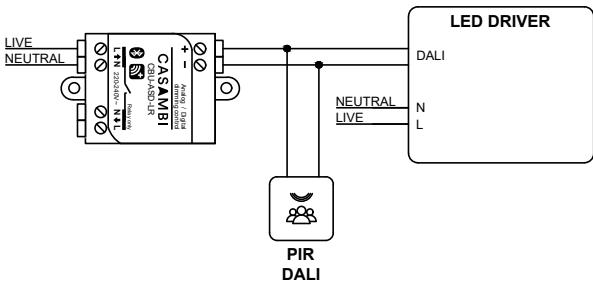 LIVE
NEUTRAL
L N 220-240V~ N L
Relay only
CBU-ASD-LR
CASAMBI
Analog / Digital
dimming control
+
-
LED DRIVER
DALI
NEUTRAL
N
LIVE
L
PIR
DALI